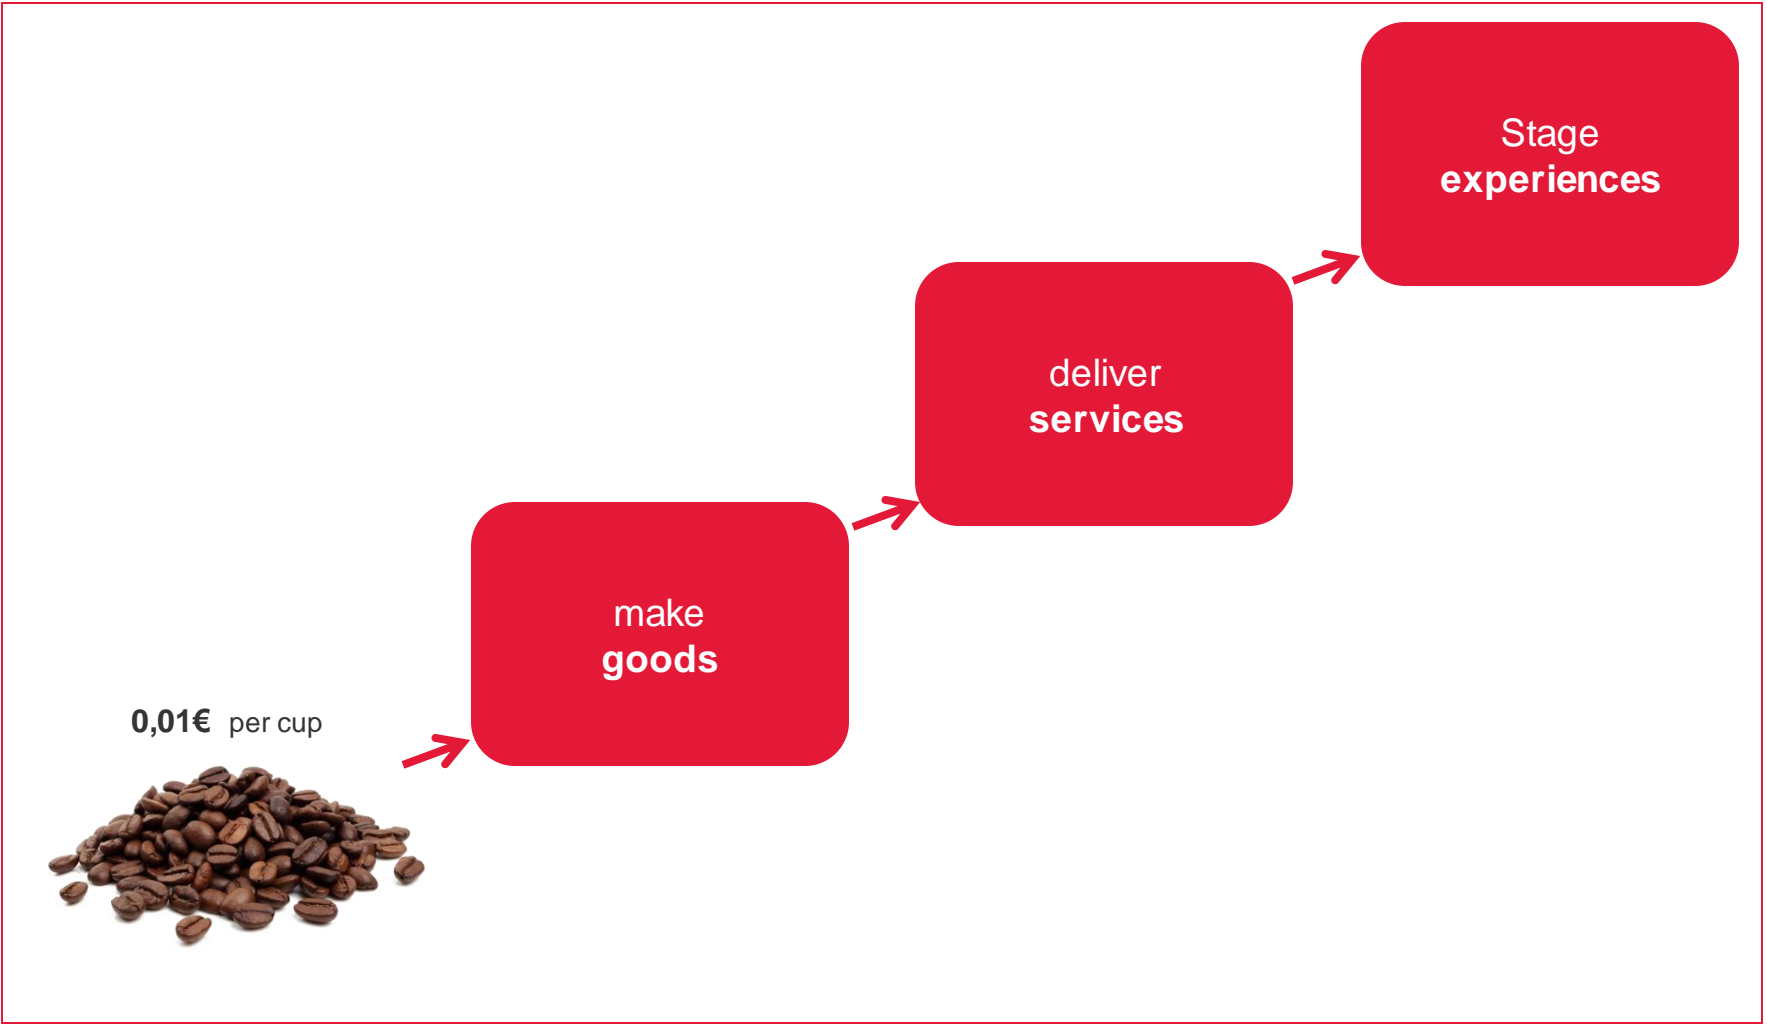 Stage
experiences
deliver
services
make
goods
0,01€ per cup